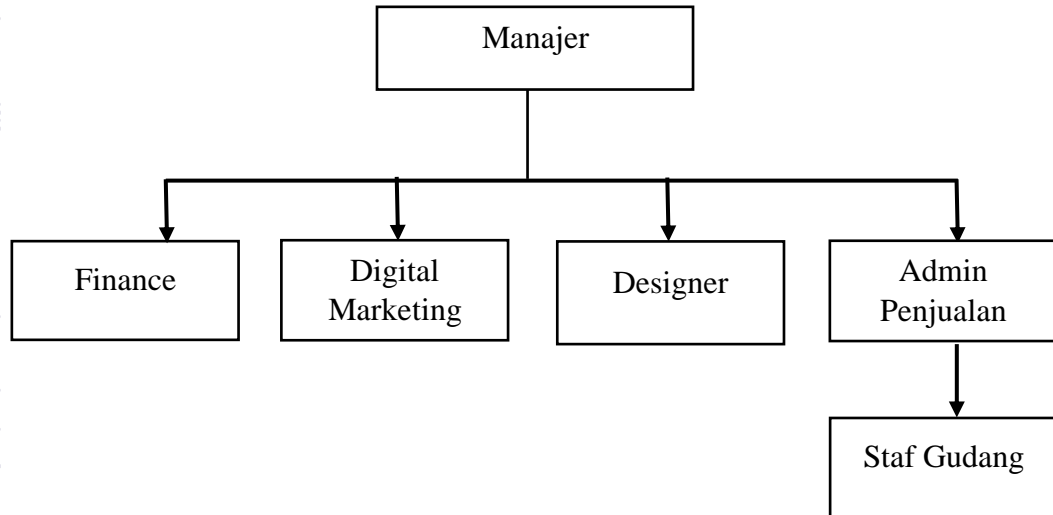 Manajer
Finance
Digital
Marketing
Designer
Admin
Penjualan
Staf Gudang